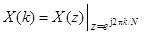 X(k) = X(z)|_{z=e^{j2πk/N}}